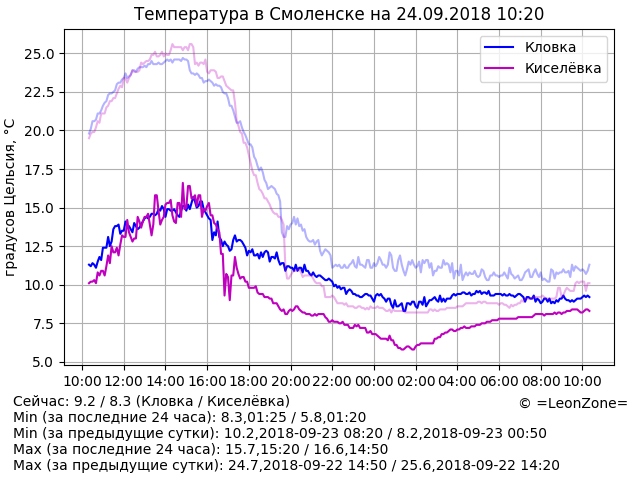 Температура в Смоленске на 24.09.2018 10:20
градусов Цельсия, °C
25.0
22.5
20.0
17.5
15.0
12.5
10.0
7.5
5.0
Кловка
Киселёвка
10:00 12:00 14:00 16:00 18:00 20:00 22:00 00:00 02:00 04:00 06:00 08:00 10:00
Сейчас: 9.2 / 8.3 (Кловка / Киселёвка)
© =LeonZone=
Min (за последние 24 часа): 8.3,01:25 / 5.8,01:20
Min (за предыдущие сутки): 10.2,2018-09-23 08:20 / 8.2,2018-09-23 00:50
Max (за последние 24 часа): 15.7,15:20 / 16.6,14:50
Max (за предыдущие сутки): 24.7,2018-09-22 14:50 / 25.6,2018-09-22 14:20